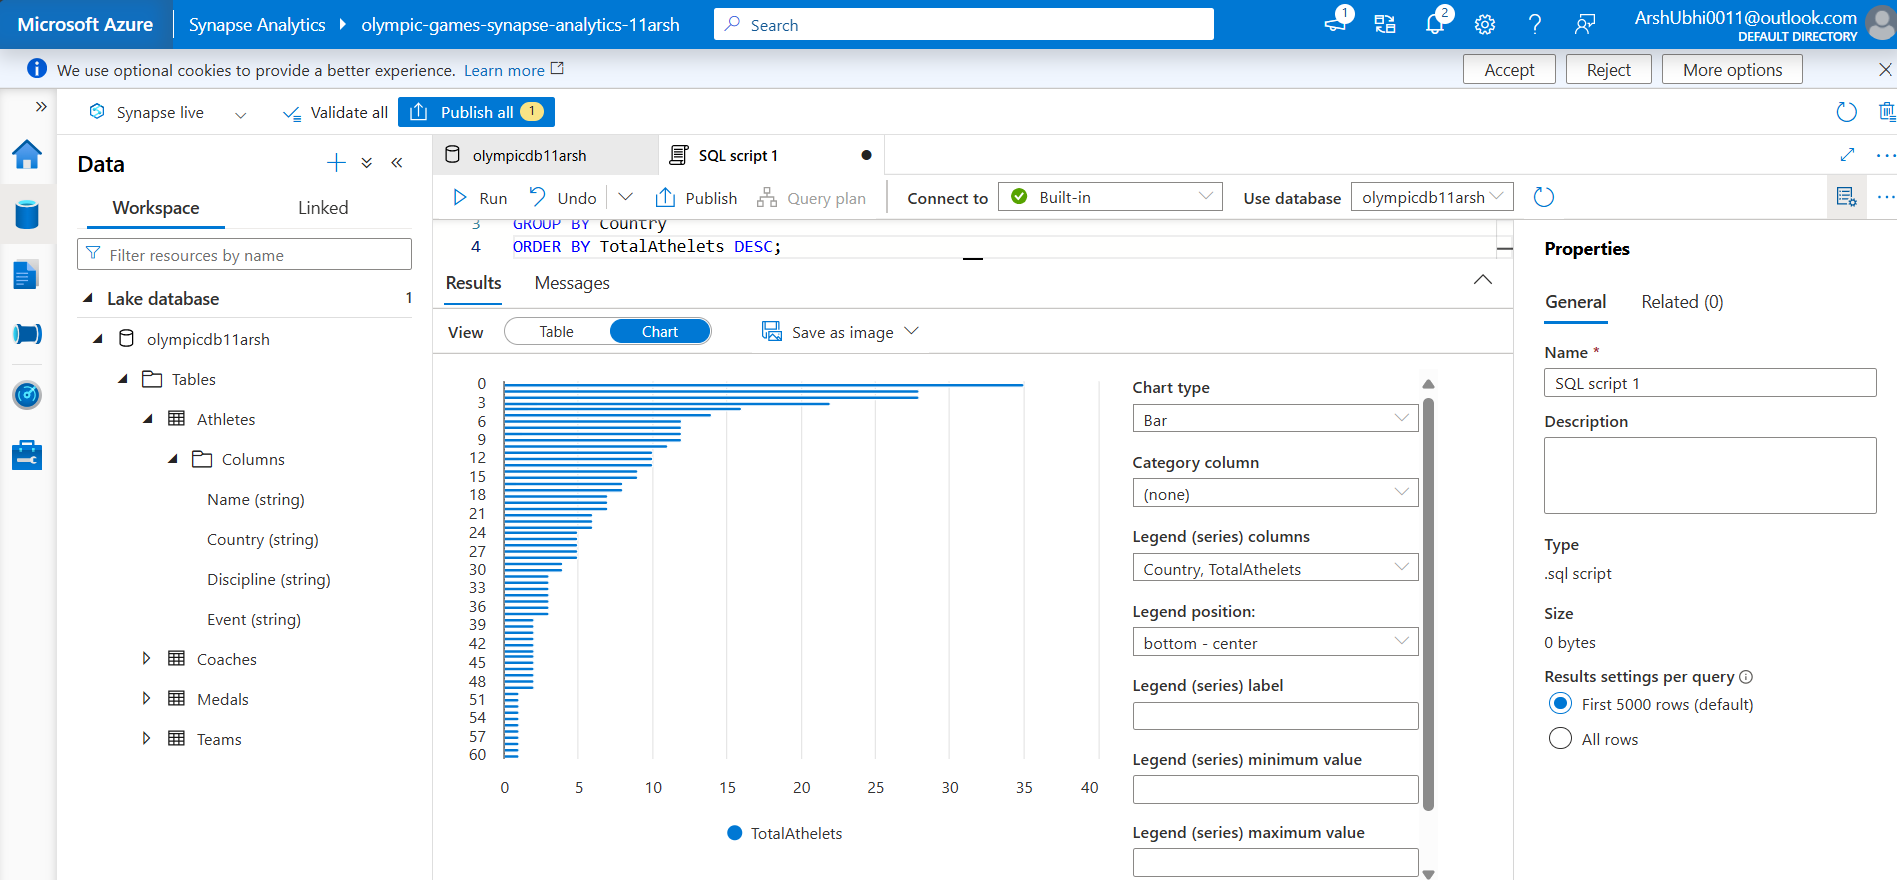 Microsoft Azure
Synapse Analytics
olympic-games-synapse-analytics-11arsh
Search
1
2
ArshUbhi0011@outlook.com
DEFAULT DIRECTORY
We use optional cookies to provide a better experience. Learn more
Accept
Reject
More options
Synapse live
Validate all
Publish all 1
Data
Workspace
Linked
Filter resources by name
Lake database 1
olympicdb11arsh
Tables
Athletes
Columns
Name (string)
Country (string)
Discipline (string)
Event (string)
Coaches
Medals
Teams
olympicdb11arsh
SQL script 1
Run
Undo
Publish
Query plan
Connect to
Built-in
Use database
olympicdb11arsh
3 GROUP BY Country
4 ORDER BY TotalAthelets DESC;
Results
Messages
View
Table
Chart
Save as image
0
3
6
9
12
15
18
21
24
27
30
33
36
39
42
45
48
51
54
57
60
0 5 10 15 20 25 30 35 40
TotalAthelets
Chart type
Bar
Category column
(none)
Legend (series) columns
Country, TotalAthelets
Legend position:
bottom - center
Legend (series) label
Legend (series) minimum value
Legend (series) maximum value
Properties
General
Related (0)
Name *
SQL script 1
Description
Type
.sql script
Size
0 bytes
Results settings per query
First 5000 rows (default)
All rows